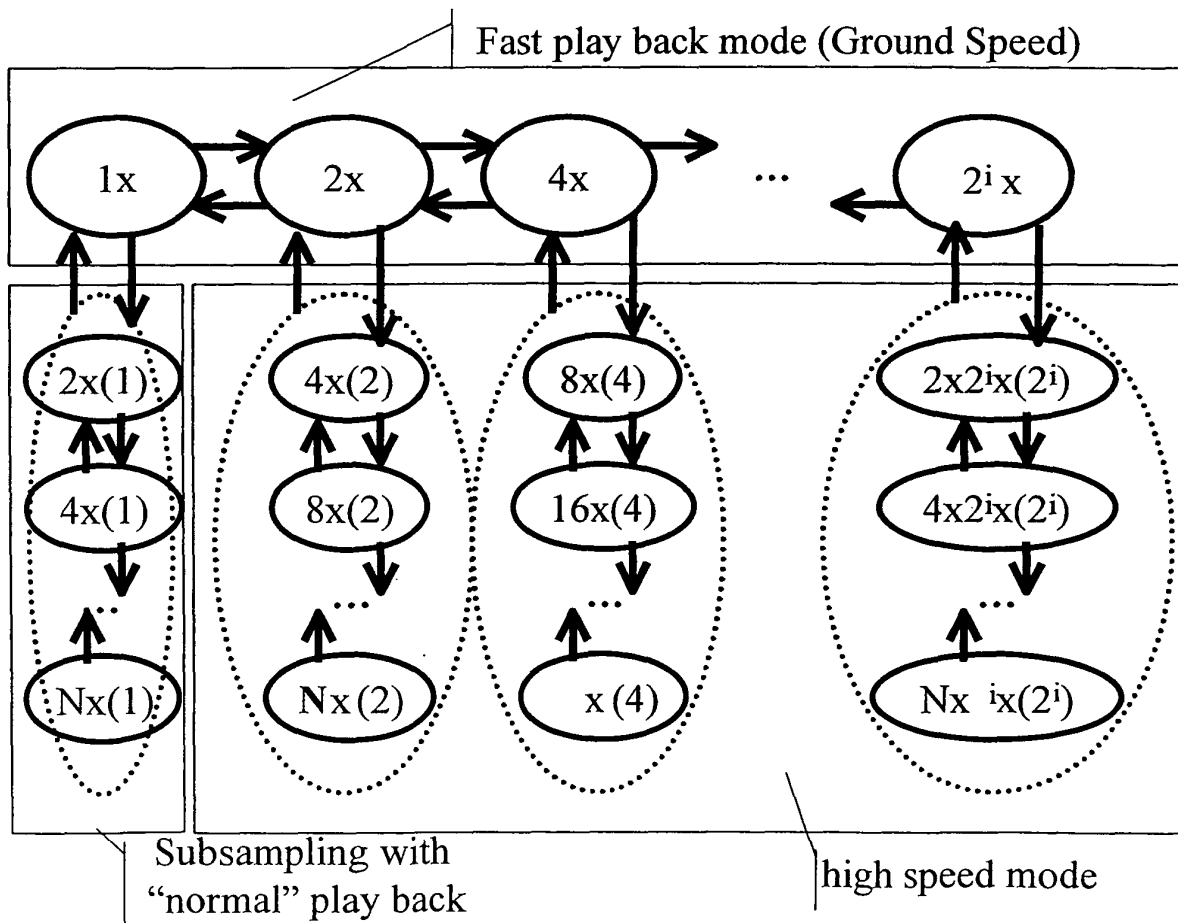 Fast play back mode (Ground Speed)
1x 2x 4x ... 2ⁱ x
2x(1) 4x(2) 8x(4) 2x2ⁱx(2ⁱ)
4x(1) 8x(2) 16x(4) 4x2ⁱx(2ⁱ)
... ... ... ...
Nx(1) Nx(2) x(4) Nx ⁱx(2ⁱ)
Subsampling with
“normal” play back
high speed mode